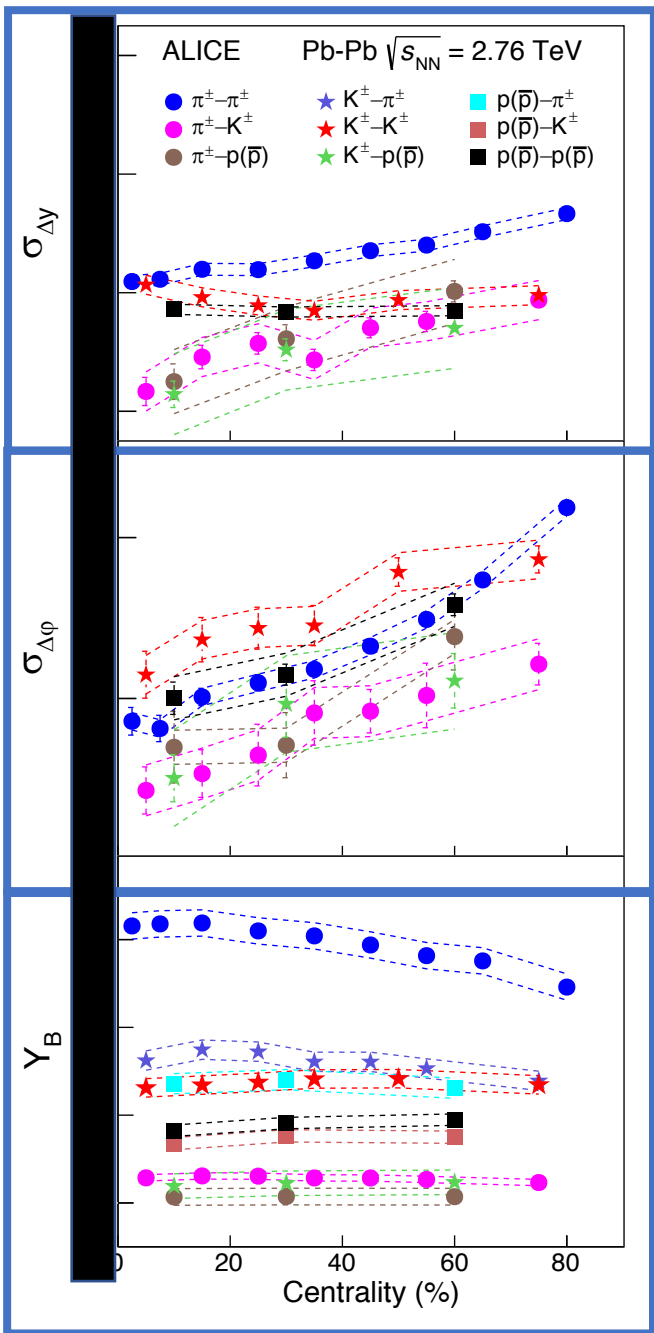 ALICE Pb-Pb √sNN = 2.76 TeV
π±–π± K±–π± p(p̅)–π±
π±–K± K±–K± p(p̅)–K±
π±–p(p̅) K±–p(p̅) p(p̅)–p(p̅)
σΔy
σΔφ
YB
0 20 40 60 80
Centrality (%)